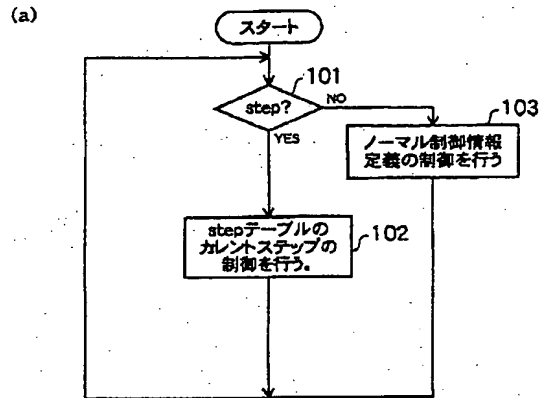 (a)
スタート
101
step?
NO
YES
103
ノーマル制御情報
定義の制御を行う
stepテーブルの
カレントステップの
制御を行う。
102